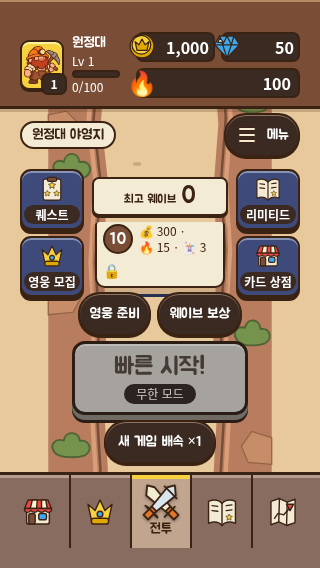 원정대
Lv 1
1
0/100
1,000
50
100
원정대 야영지
메뉴
퀘스트
최고 웨이브 0
리미티드
10
300 ·
15 · 3
영웅 모집
카드 상점
영웅 준비
웨이브 보상
빠른 시작!
무한 모드
새 게임 배속 ×1
전투